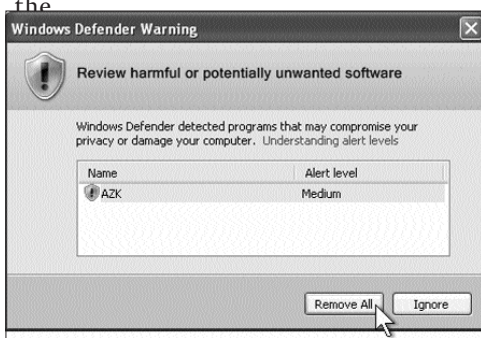 the
Windows Defender Warning
Review harmful or potentially unwanted software
Windows Defender detected programs that may compromise your
privacy or damage your computer. Understanding alert levels
Name Alert level
AZK Medium
Remove All Ignore